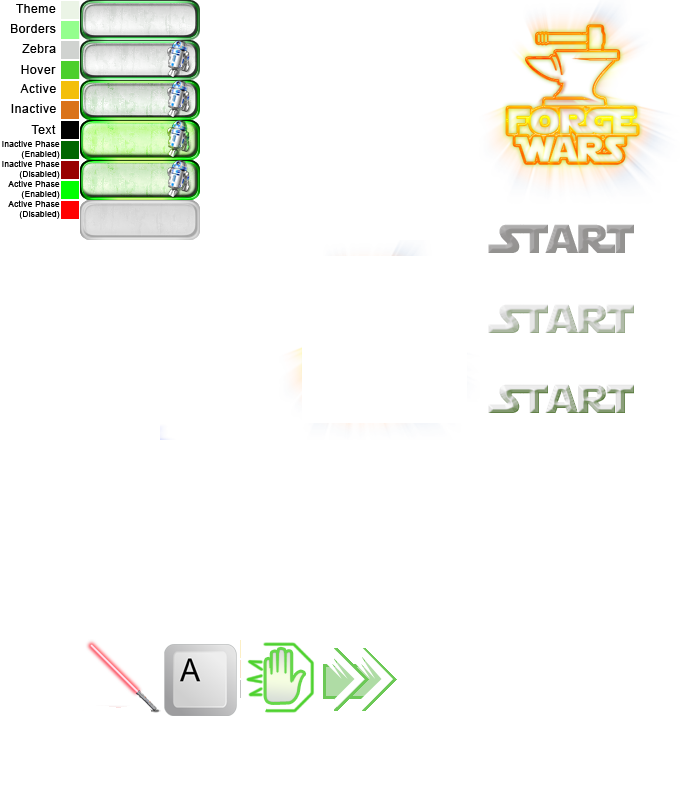 Theme
Borders
Zebra
Hover
Active
Inactive
Text
Inactive Phase
(Enabled)
Inactive Phase
(Disabled)
Active Phase
(Enabled)
Active Phase
(Disabled)
FORGE
WARS
START
START
START
A